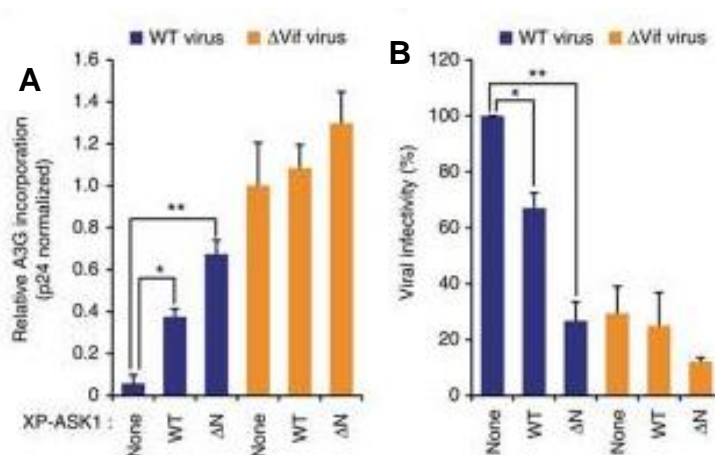 WT virus ΔVif virus
A
Relative A3G incorporation
(p24 normalized)
1.6
1.4
1.2
1.0
0.8
0.6
0.4
0.2
0
**
*
XP-ASK1 : None WT ΔN None WT ΔN
WT virus ΔVif virus
B
Viral infectivity (%)
120
100
80
60
40
20
0
**
*
None WT ΔN None WT ΔN